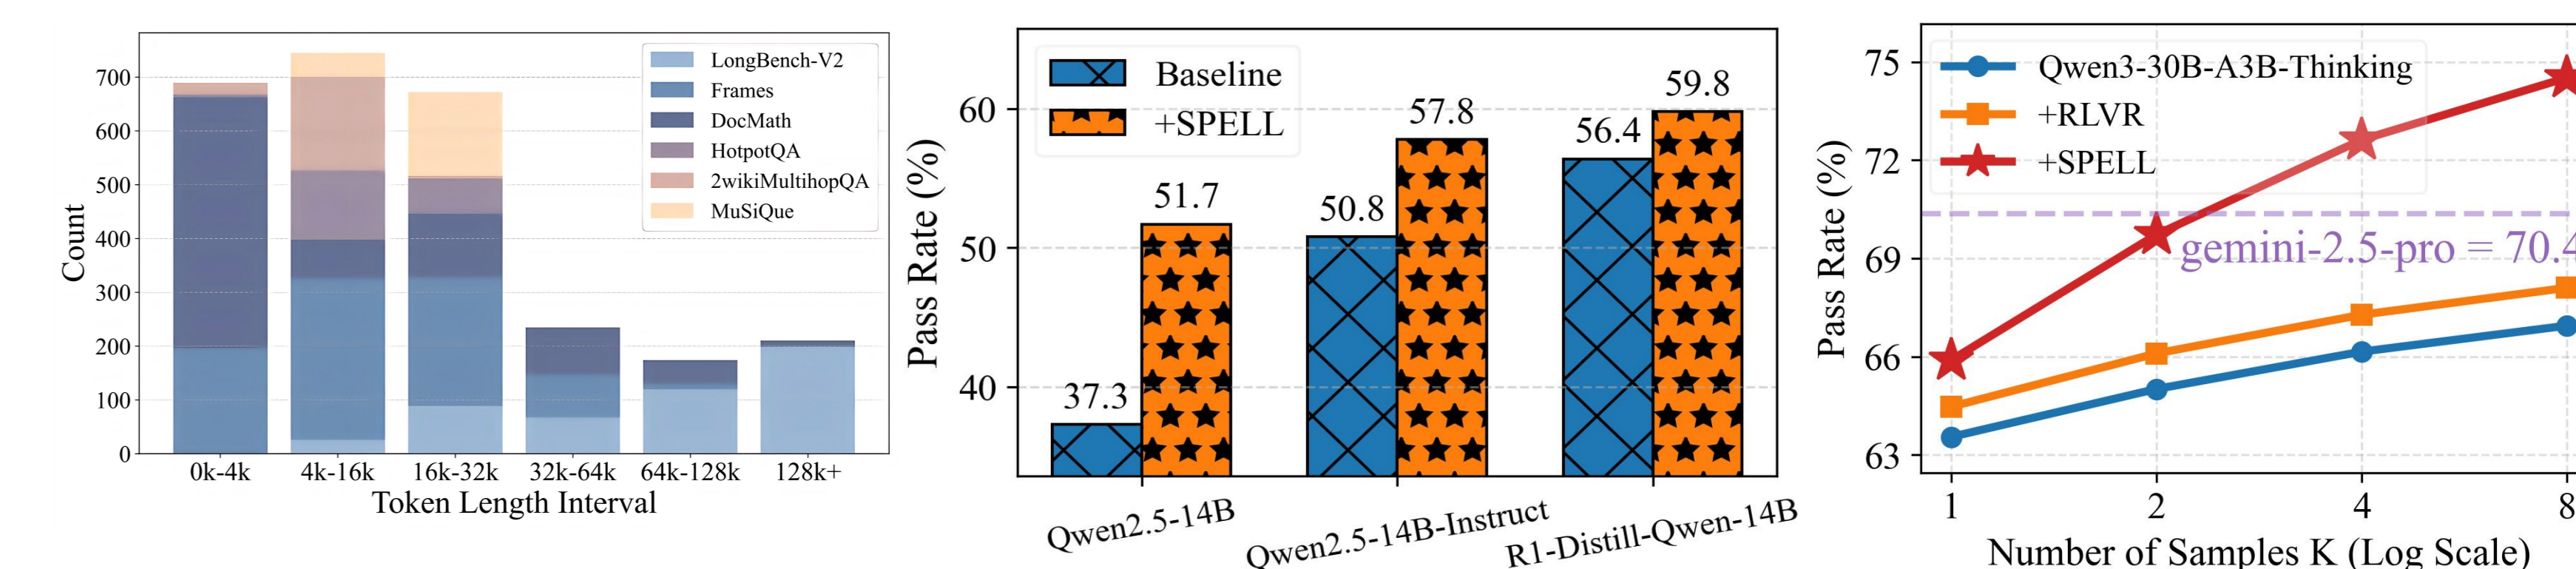 Count
700
600
500
400
300
200
100
0
LongBench-V2
Frames
DocMath
HotpotQA
2wikiMultihopQA
MuSiQue
0k-4k 4k-16k 16k-32k 32k-64k 64k-128k 128k+
Token Length Interval
Pass Rate (%)
60
50
40
Baseline
+SPELL
37.3
51.7
50.8
57.8
56.4
59.8
Qwen2.5-14B
Qwen2.5-14B-Instruct
R1-Distill-Qwen-14B
Pass Rate (%)
75
72
69
66
63
Qwen3-30B-A3B-Thinking
+RLVR
+SPELL
gemini-2.5-pro = 70.4
1 2 4 8
Number of Samples K (Log Scale)